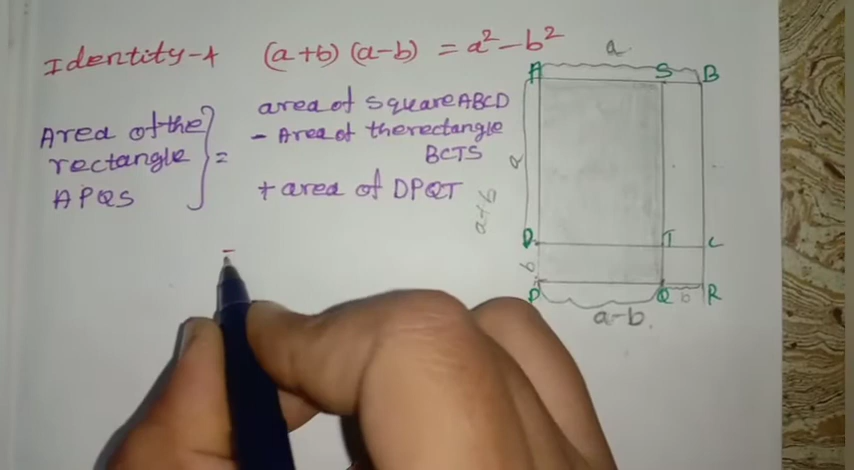 Identity-4 (a+b) (a-b) = a² - b²
Area of the
rectangle
APQS
=
area of square ABCD
- Area of the rectangle
BCTS
+ area of DPQT
=
a
A S B
a
a+b
D T C
b
P Q b R
a-b.